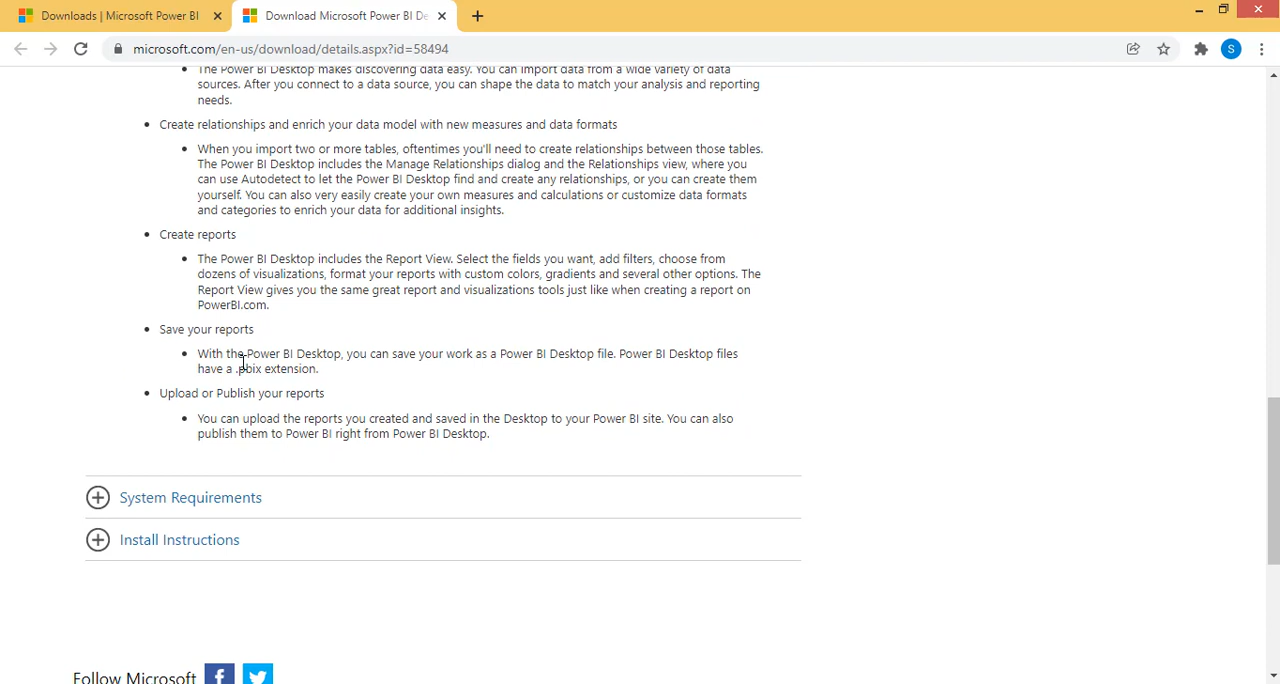 Downloads | Microsoft Power BI
Download Microsoft Power BI De
microsoft.com/en-us/download/details.aspx?id=58494
S
The Power BI Desktop makes discovering data easy. You can import data from a wide variety of data
sources. After you connect to a data source, you can shape the data to match your analysis and reporting
needs.
Create relationships and enrich your data model with new measures and data formats
When you import two or more tables, oftentimes you'll need to create relationships between those tables.
The Power BI Desktop includes the Manage Relationships dialog and the Relationships view, where you
can use Autodetect to let the Power BI Desktop find and create any relationships, or you can create them
yourself. You can also very easily create your own measures and calculations or customize data formats
and categories to enrich your data for additional insights.
Create reports
The Power BI Desktop includes the Report View. Select the fields you want, add filters, choose from
dozens of visualizations, format your reports with custom colors, gradients and several other options. The
Report View gives you the same great report and visualizations tools just like when creating a report on
PowerBI.com.
Save your reports
With the Power BI Desktop, you can save your work as a Power BI Desktop file. Power BI Desktop files
have a .pbix extension.
Upload or Publish your reports
You can upload the reports you created and saved in the Desktop to your Power BI site. You can also
publish them to Power BI right from Power BI Desktop.
System Requirements
Install Instructions
Follow Microsoft